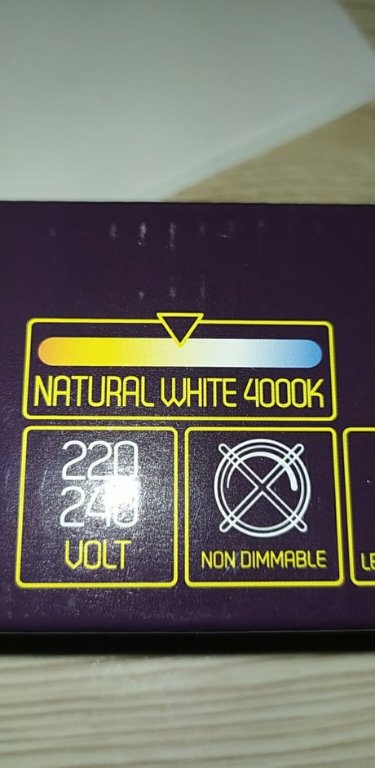 NATURAL WHITE 4000K
220
240
VOLT
NON DIMMABLE